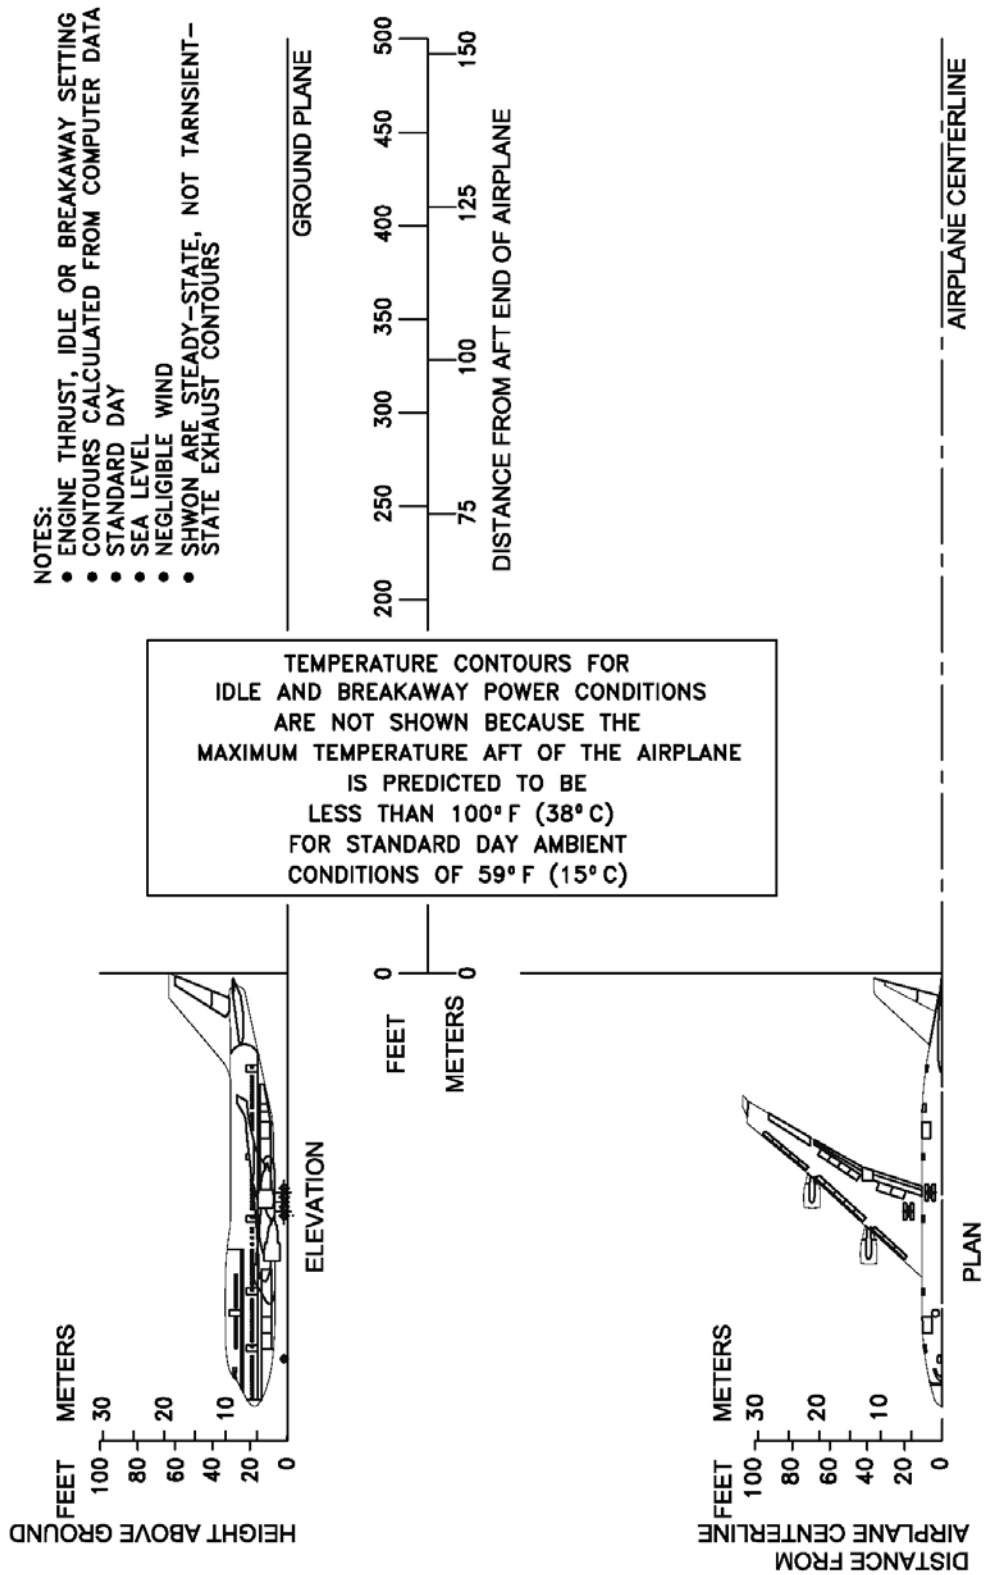 NOTES:
• ENGINE THRUST, IDLE OR BREAKAWAY SETTING
• CONTOURS CALCULATED FROM COMPUTER DATA
• STANDARD DAY
• SEA LEVEL
• NEGLIGIBLE WIND
• SHWON ARE STEADY-STATE, NOT TARNSIENT-
STATE EXHAUST CONTOURS
HEIGHT ABOVE GROUND
FEET
100
80
60
40
20
0
METERS
30
20
10
ELEVATION
GROUND PLANE
TEMPERATURE CONTOURS FOR
IDLE AND BREAKAWAY POWER CONDITIONS
ARE NOT SHOWN BECAUSE THE
MAXIMUM TEMPERATURE AFT OF THE AIRPLANE
IS PREDICTED TO BE
LESS THAN 100° F (38° C)
FOR STANDARD DAY AMBIENT
CONDITIONS OF 59° F (15° C)
FEET
0
200
250
300
350
400
450
500
METERS
0
75
100
125
150
DISTANCE FROM AFT END OF AIRPLANE
DISTANCE FROM
AIRPLANE CENTERLINE
FEET
100
80
60
40
20
0
METERS
30
20
10
PLAN
AIRPLANE CENTERLINE